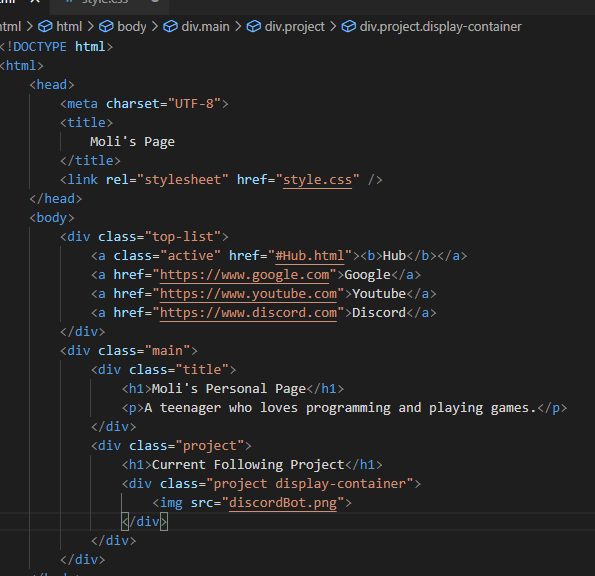 style.css
html > html > body > div.main > div.project > div.project.display-container
<!DOCTYPE html>
<html>
<head>
<meta charset="UTF-8">
<title>
Moli's Page
</title>
<link rel="stylesheet" href="style.css" />
</head>
<body>
<div class="top-list">
<a class="active" href="#Hub.html"><b>Hub</b></a>
<a href="https://www.google.com">Google</a>
<a href="https://www.youtube.com">Youtube</a>
<a href="https://www.discord.com">Discord</a>
</div>
<div class="main">
<div class="title">
<h1>Moli's Personal Page</h1>
<p>A teenager who loves programming and playing games.</p>
</div>
<div class="project">
<h1>Current Following Project</h1>
<div class="project display-container">
<img src="discordBot.png">
</div>
</div>
</div>